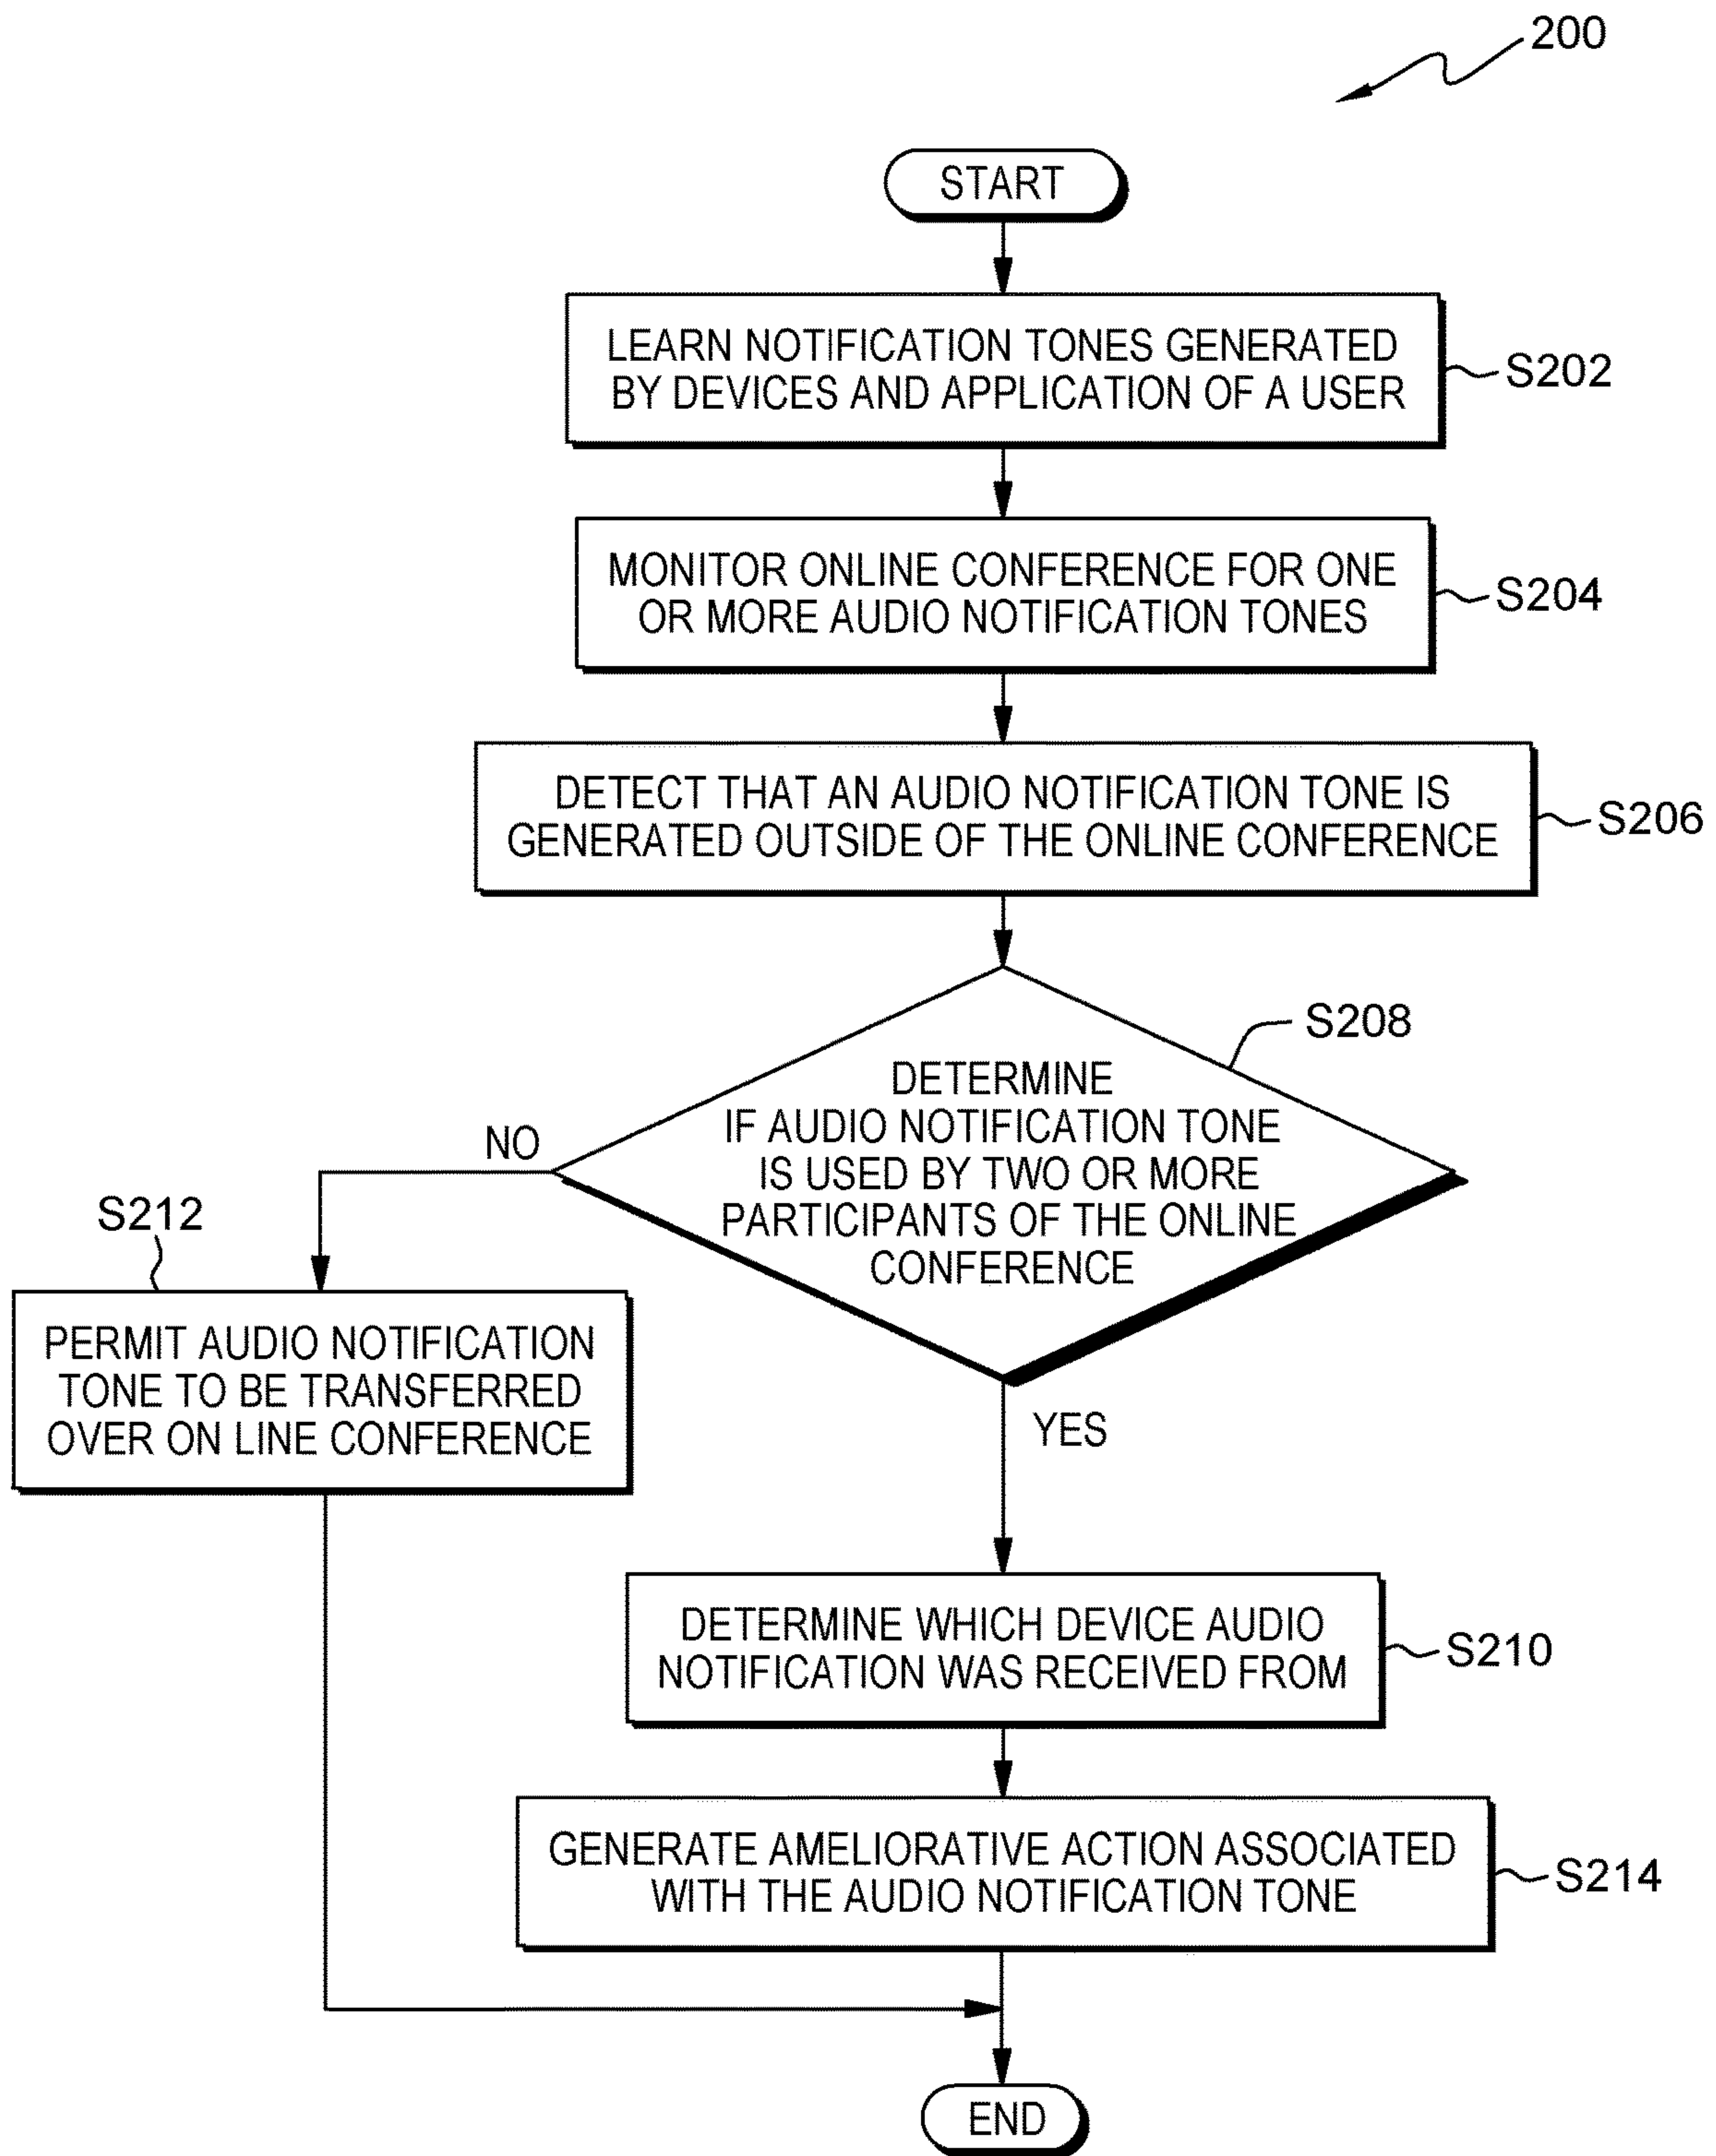 200
START
LEARN NOTIFICATION TONES GENERATED
BY DEVICES AND APPLICATION OF A USER
S202
MONITOR ONLINE CONFERENCE FOR ONE
OR MORE AUDIO NOTIFICATION TONES
S204
DETECT THAT AN AUDIO NOTIFICATION TONE IS
GENERATED OUTSIDE OF THE ONLINE CONFERENCE
S206
S208
DETERMINE
IF AUDIO NOTIFICATION TONE
IS USED BY TWO OR MORE
PARTICIPANTS OF THE ONLINE
CONFERENCE
NO
S212
PERMIT AUDIO NOTIFICATION
TONE TO BE TRANSFERRED
OVER ON LINE CONFERENCE
YES
DETERMINE WHICH DEVICE AUDIO
NOTIFICATION WAS RECEIVED FROM
S210
GENERATE AMELIORATIVE ACTION ASSOCIATED
WITH THE AUDIO NOTIFICATION TONE
S214
END